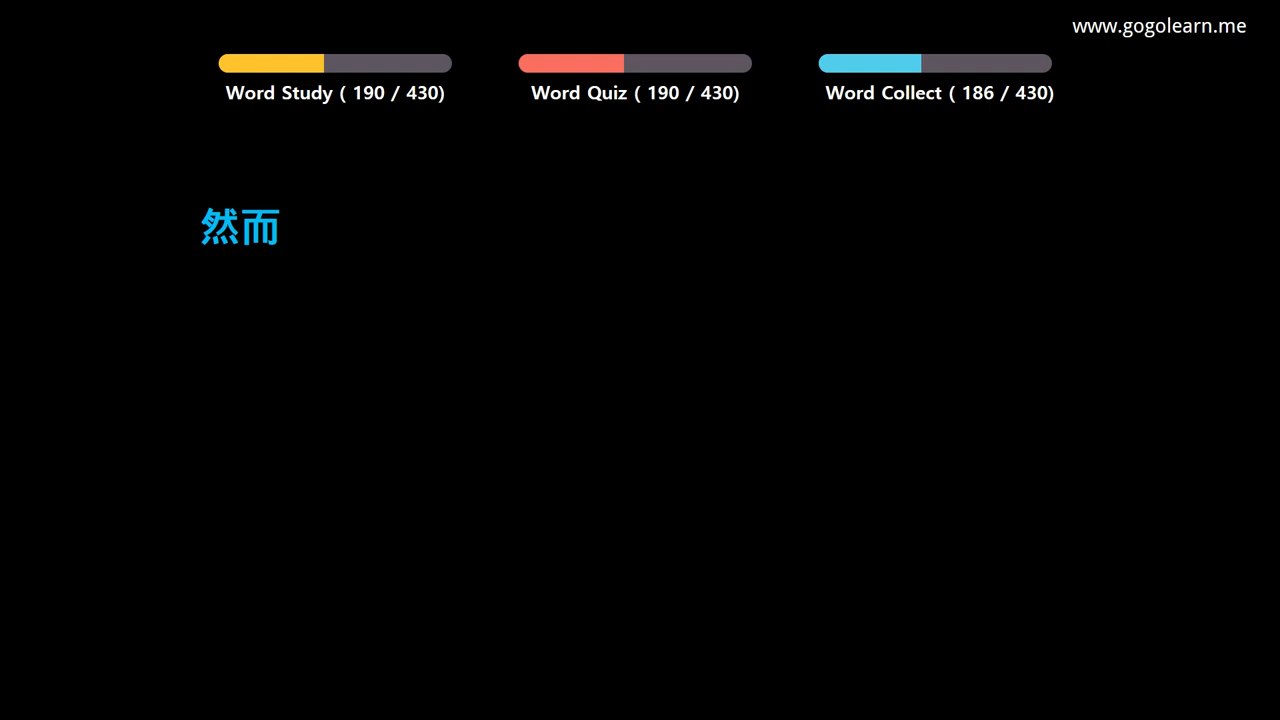 www.gogolearn.me
Word Study ( 190 / 430)
Word Quiz ( 190 / 430)
Word Collect ( 186 / 430)
然而